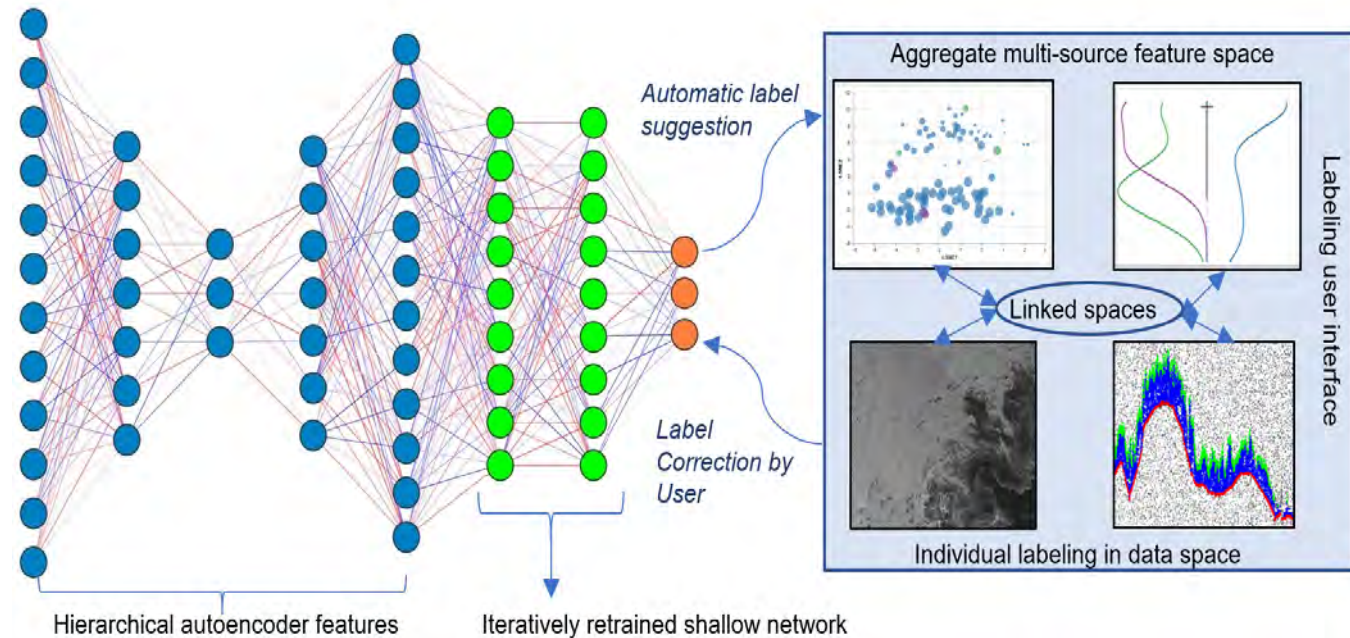 Aggregate multi-source feature space
Automatic label
suggestion
Labeling user interface
Linked spaces
Label
Correction by
User
Individual labeling in data space
Hierarchical autoencoder features
Iteratively retrained shallow network